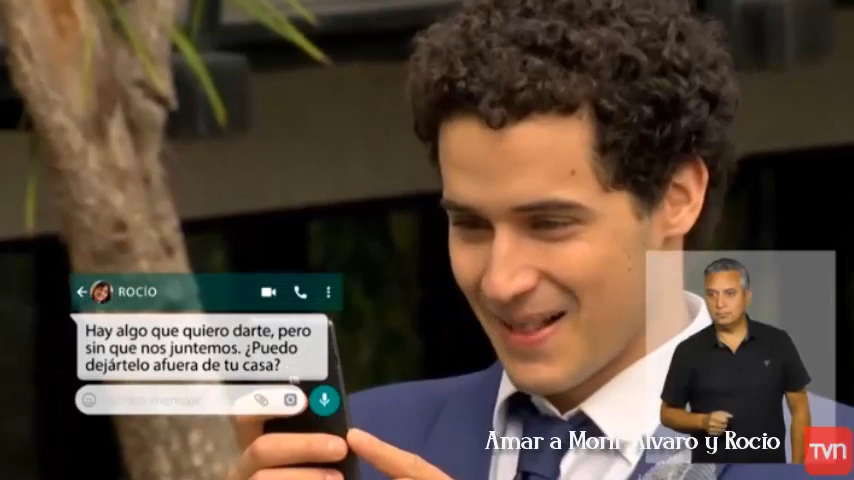 ROCÍO
Hay algo que quiero darte, pero
sin que nos juntemos. ¿Puedo
dejártelo afuera de tu casa?
Amar a Morir Alvaro y Rocio
TVN